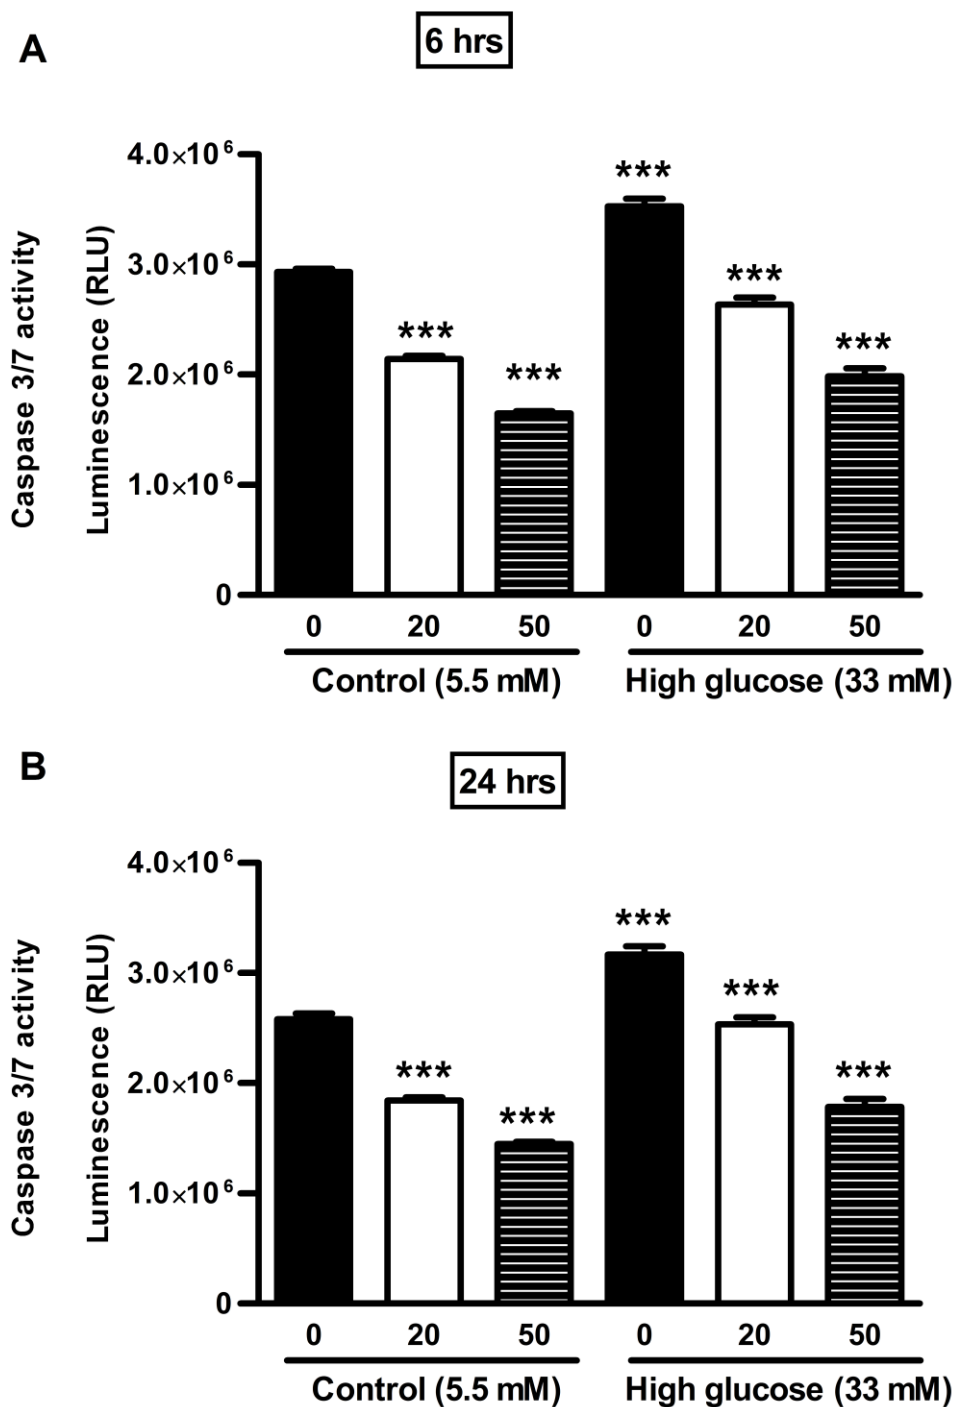 A
6 hrs
Caspase 3/7 activity
Luminescence (RLU)
4.0×10⁶
3.0×10⁶
2.0×10⁶
1.0×10⁶
0
***
***
***
***
***
0 20 50 0 20 50
Control (5.5 mM) High glucose (33 mM)
B
24 hrs
Caspase 3/7 activity
Luminescence (RLU)
4.0×10⁶
3.0×10⁶
2.0×10⁶
1.0×10⁶
0
***
***
***
***
***
0 20 50 0 20 50
Control (5.5 mM) High glucose (33 mM)